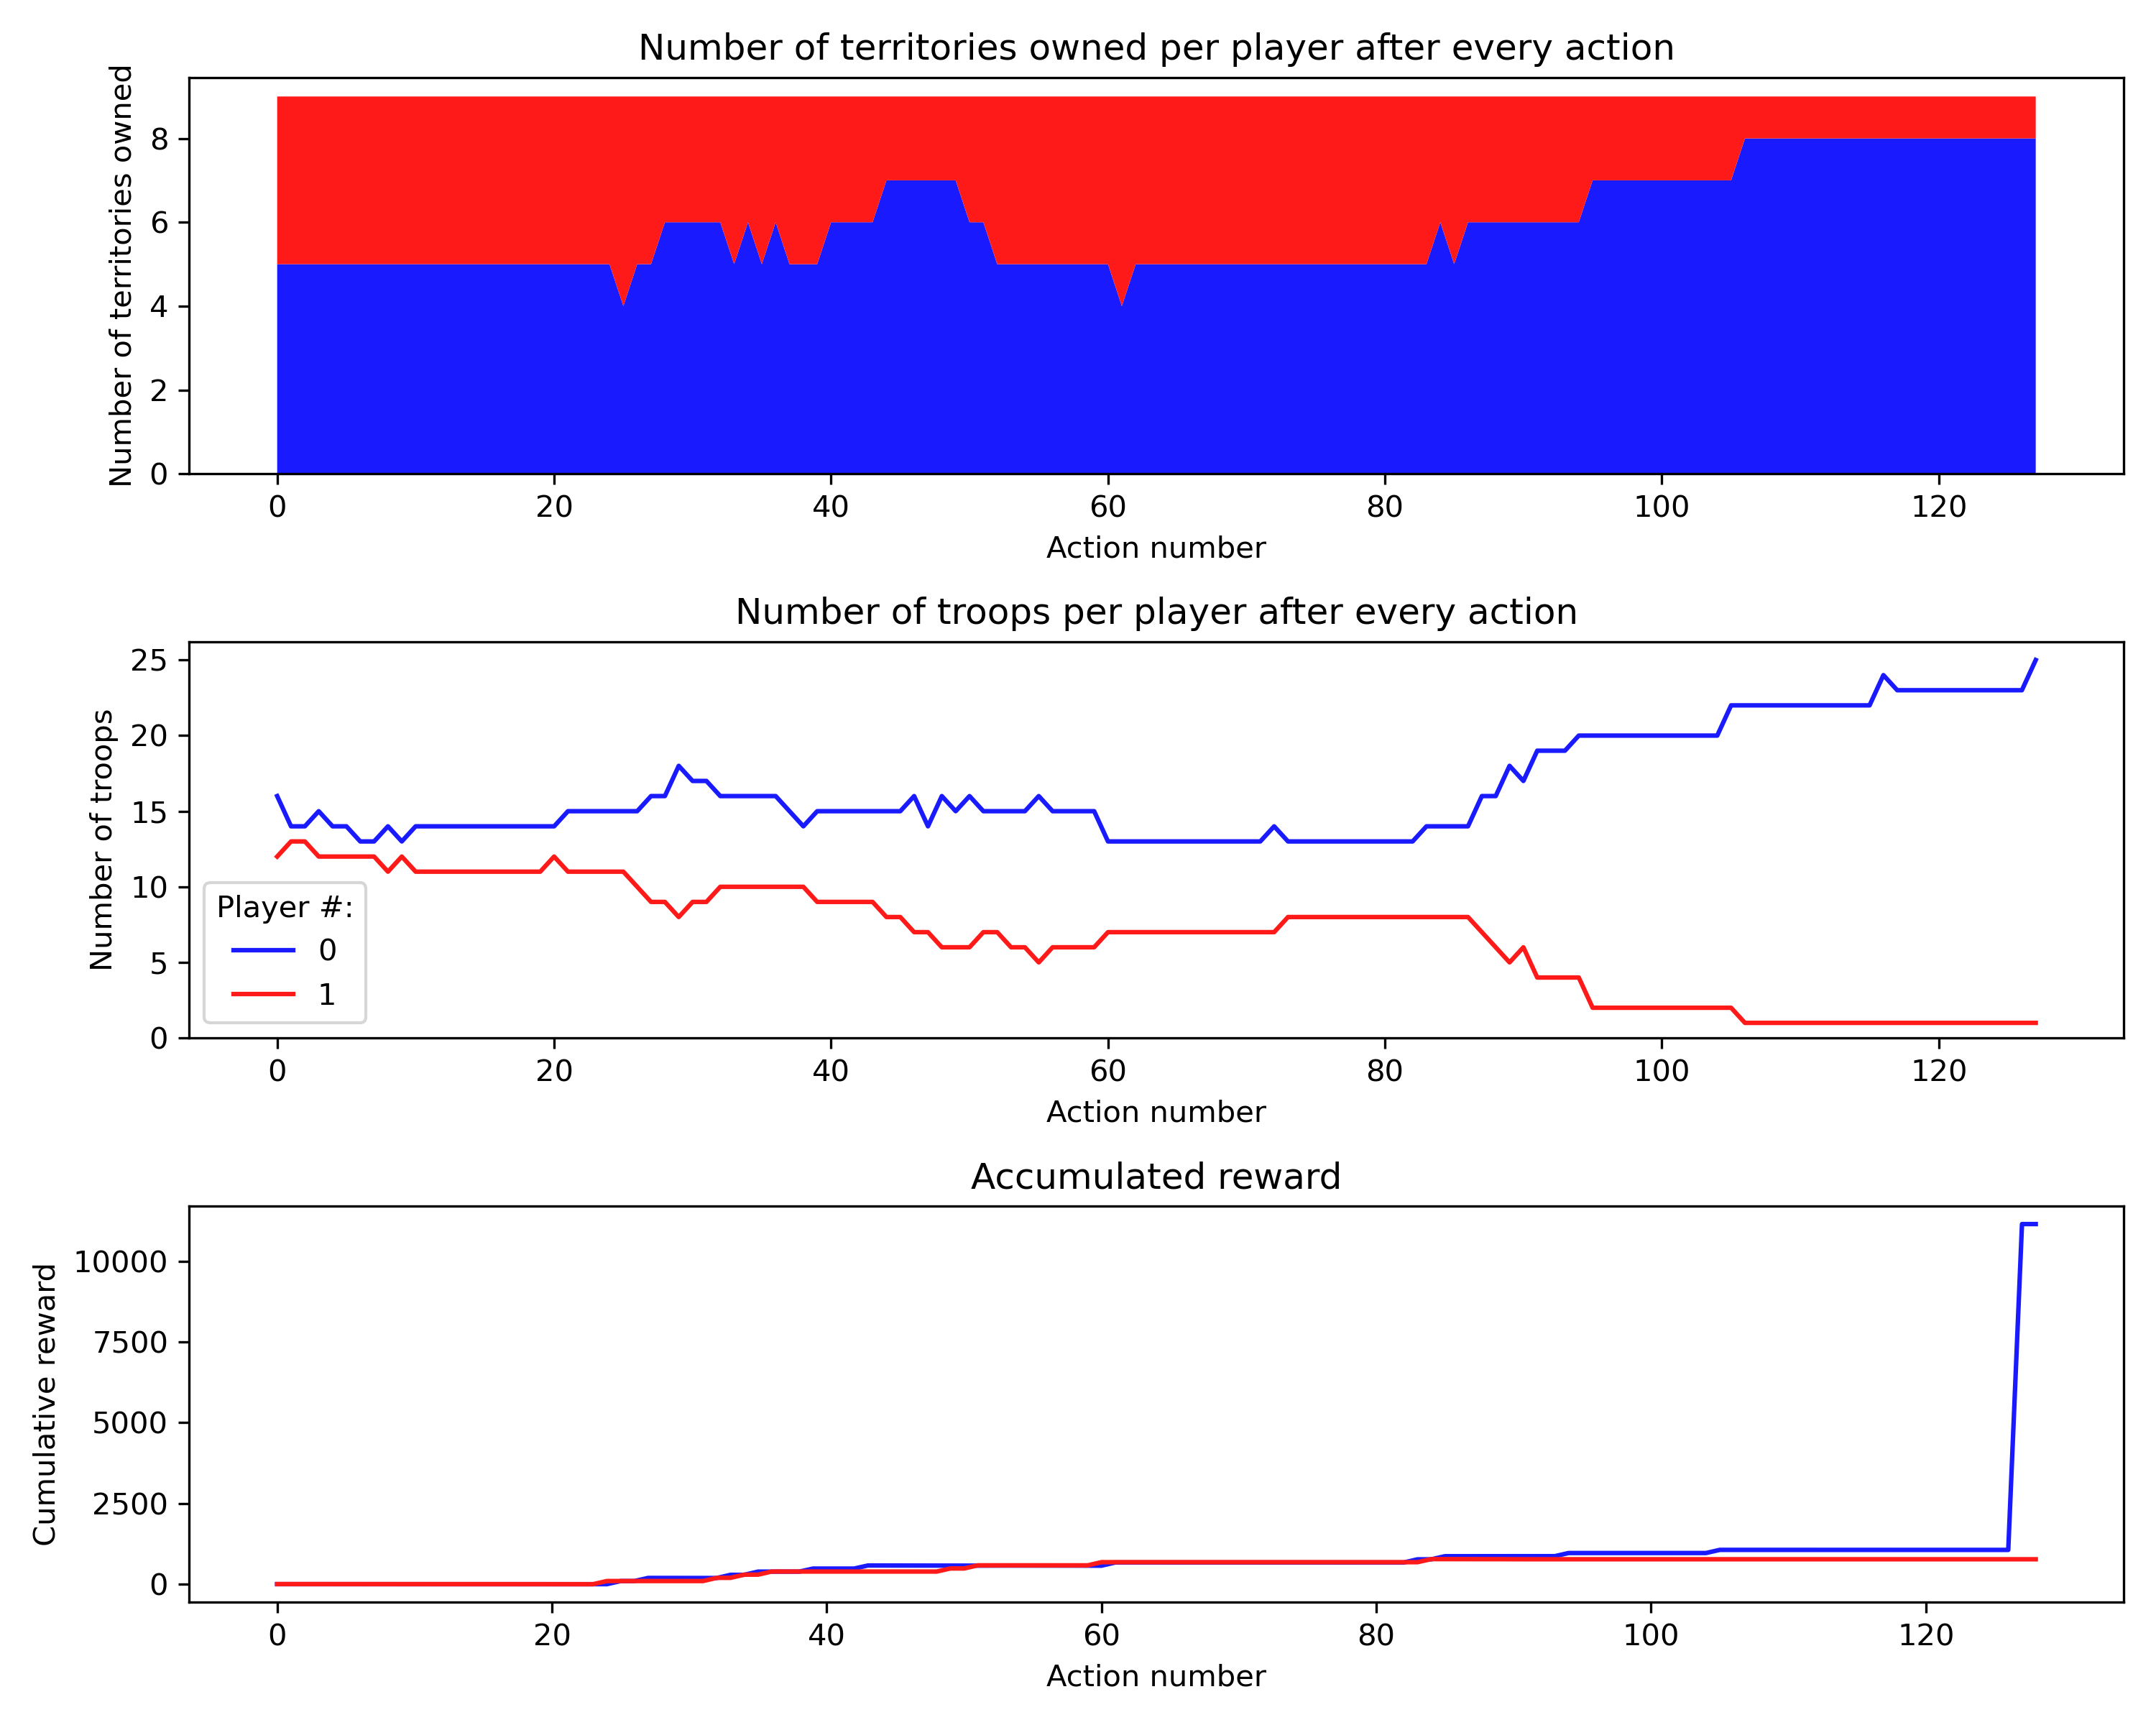 Number of territories owned per player after every action
Number of territories owned
8
6
4
2
0
0 20 40 60 80 100 120
Action number
Number of troops per player after every action
Number of troops
25
20
15
10
5
0
Player #:
0
1
0 20 40 60 80 100 120
Action number
Accumulated reward
Cumulative reward
10000
7500
5000
2500
0
0 20 40 60 80 100 120
Action number